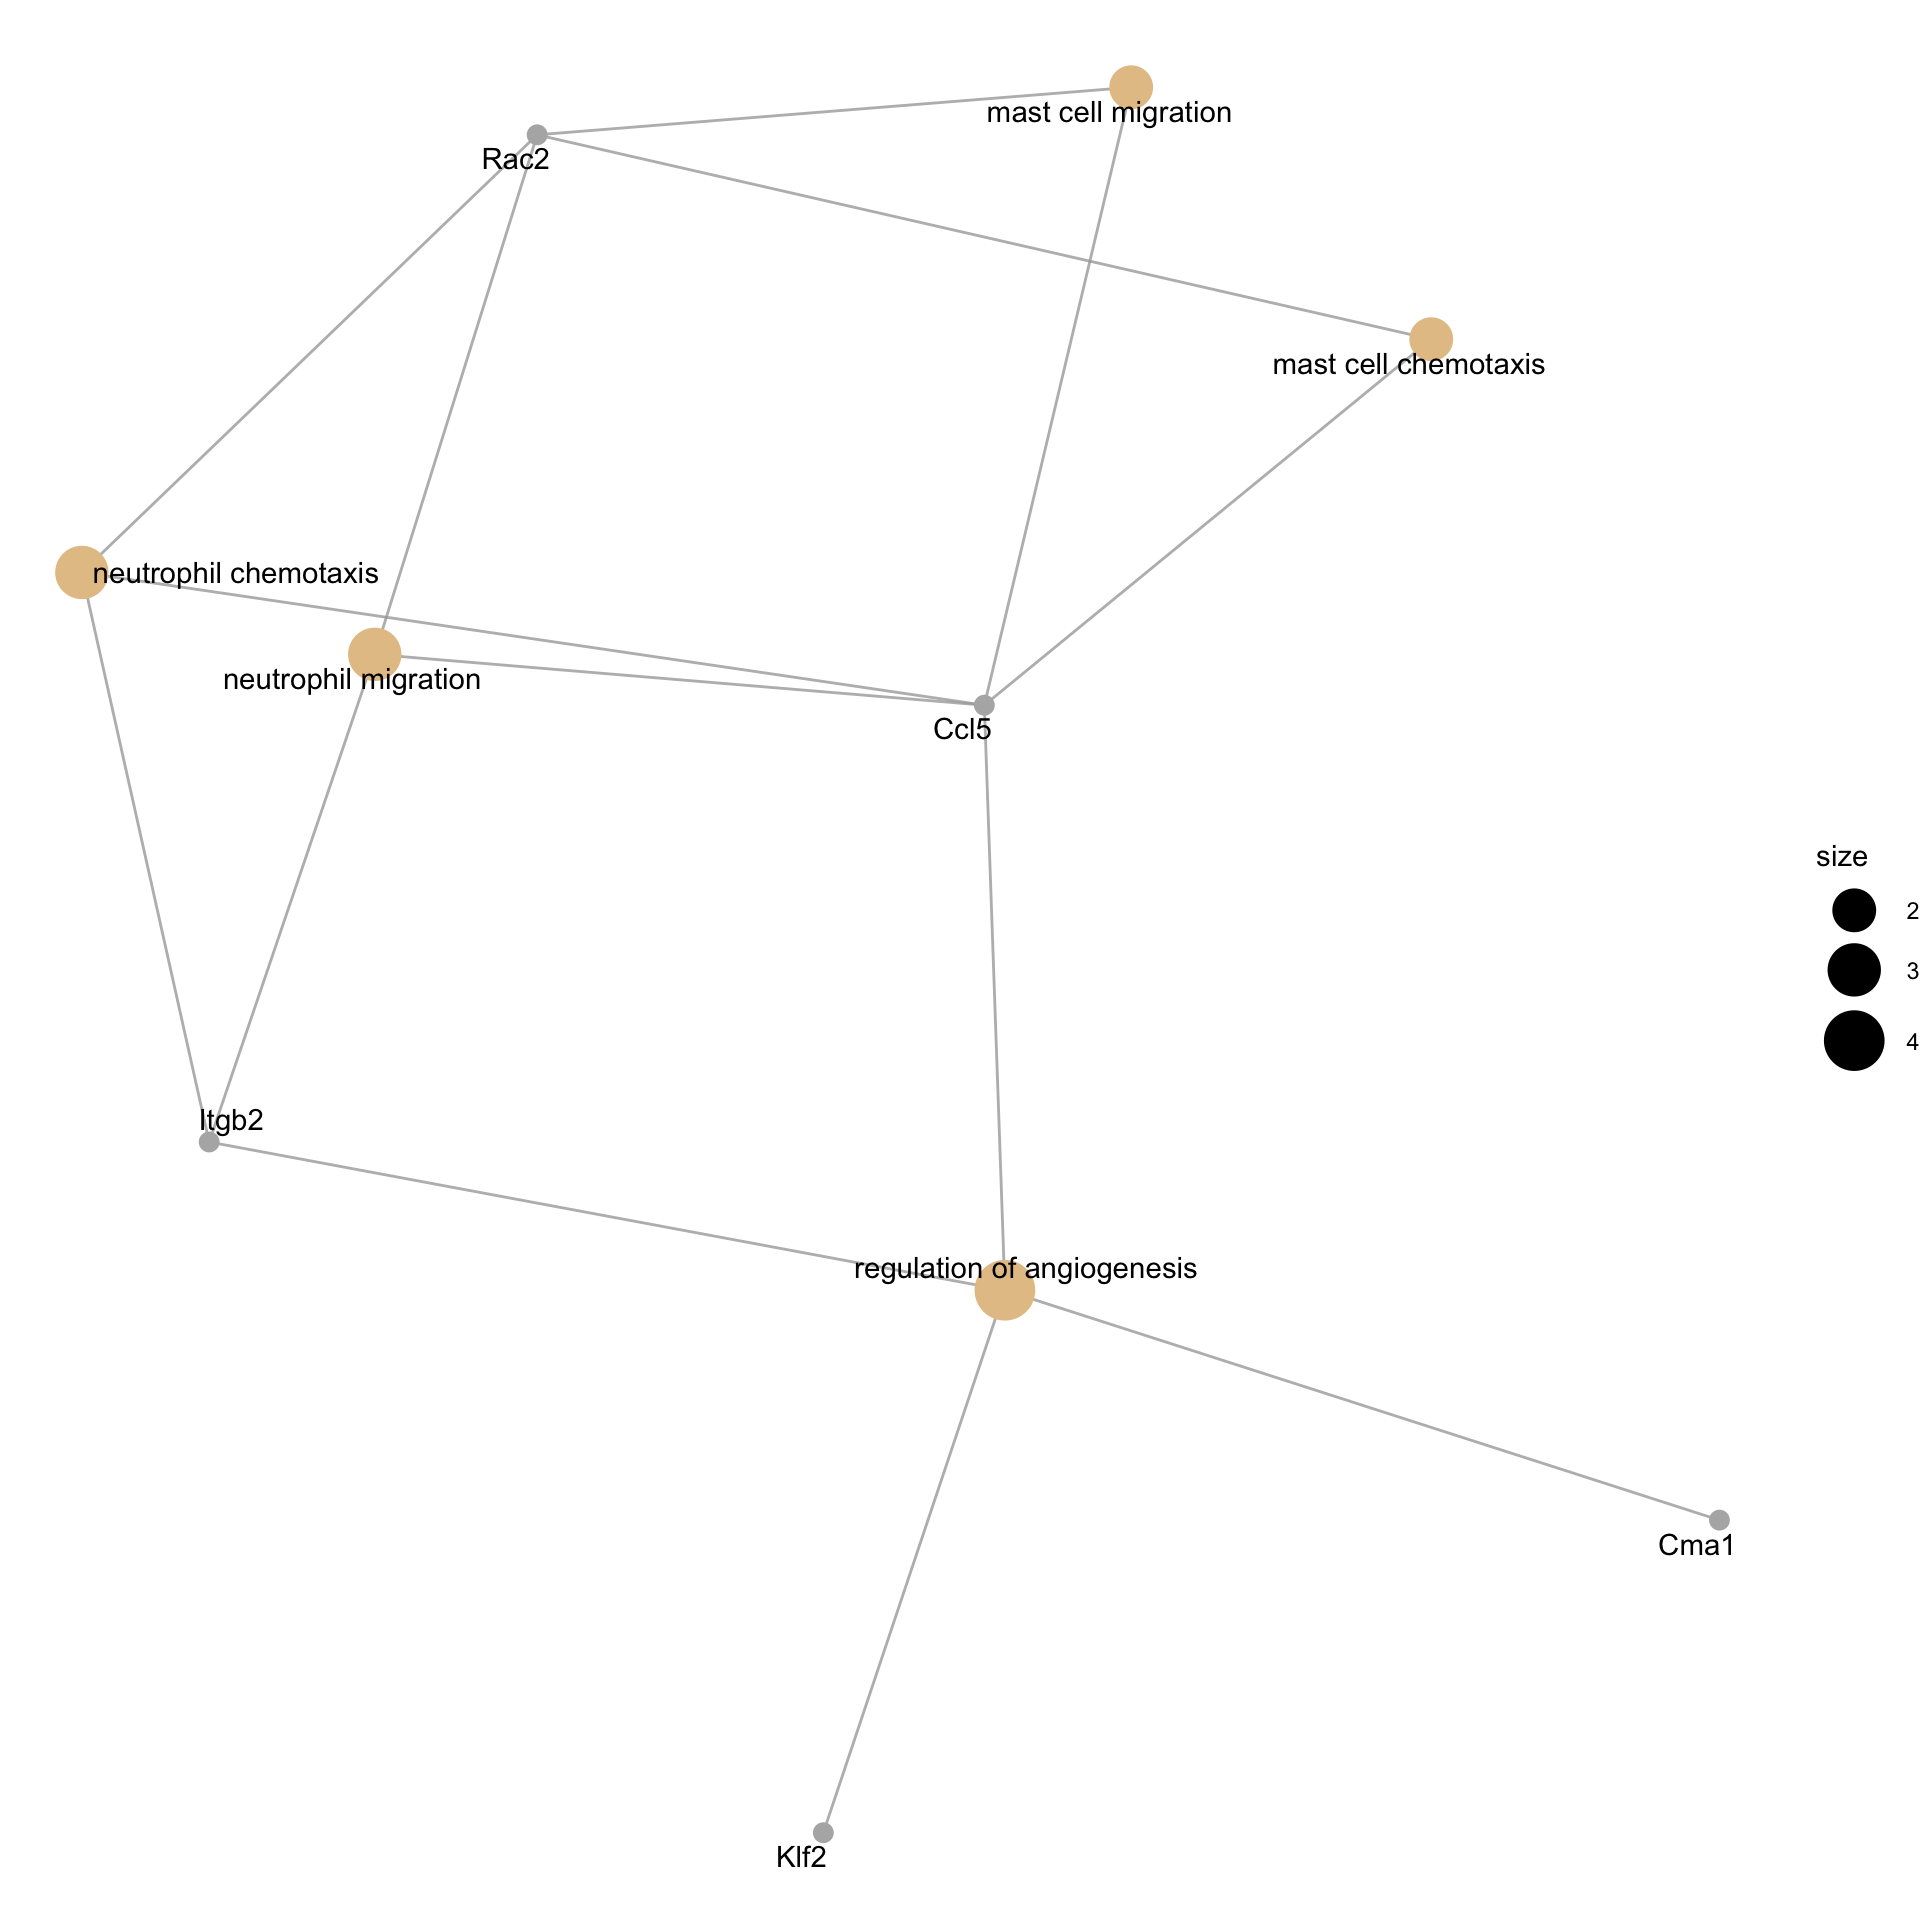 mast cell migration
Rac2
mast cell chemotaxis
neutrophil chemotaxis
neutrophil migration
Ccl5
size
2
3
4
Itgb2
regulation of angiogenesis
Cma1
Klf2